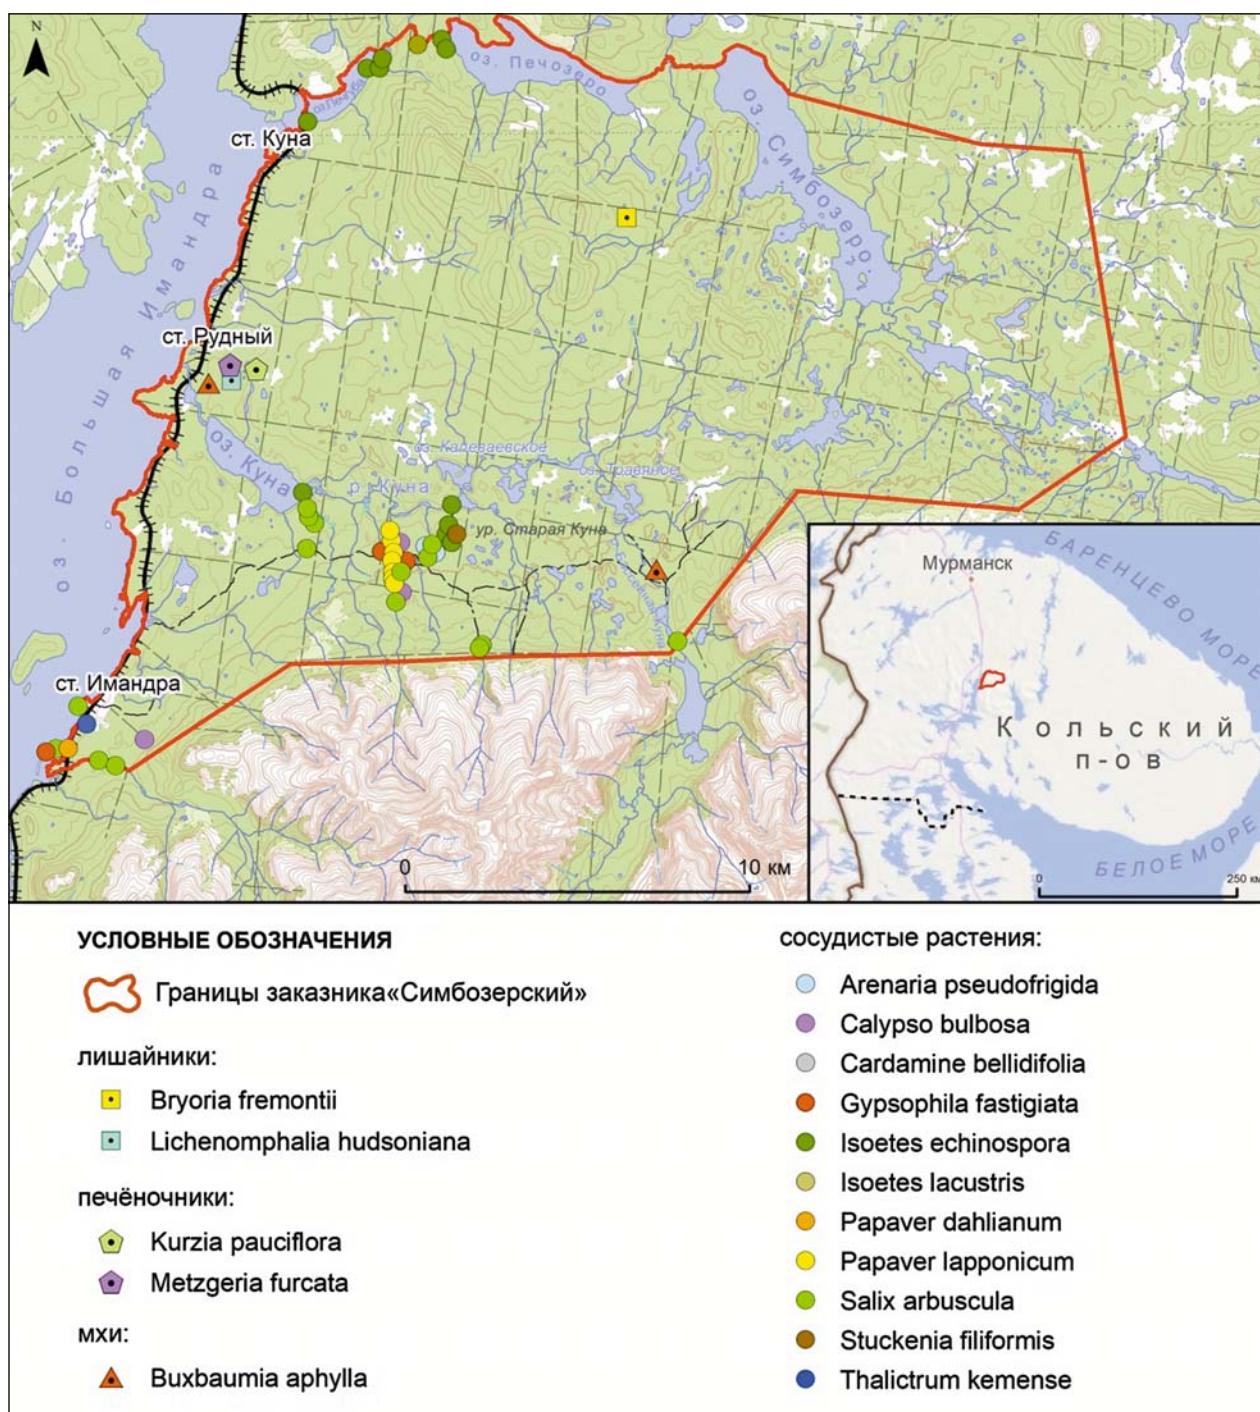 N
оз. Печозеро
оз. Печгуба
ст. Куна
оз. Симбозеро
оз. Большая Имандра
ст. Рудный
оз. Калеваевское
оз. Травяное
оз. Куна
р. Куна
ур. Старая Куна
ст. Имандра
0 10 км
БАРЕНЦЕВО МОРЕ
Мурманск
Кольский
п-ов
БЕЛОЕ МОРЕ
0 250 км
УСЛОВНЫЕ ОБОЗНАЧЕНИЯ
Границы заказника«Симбозерский»
лишайники:
Bryoria fremontii
Lichenomphalia hudsoniana
печёночники:
Kurzia pauciflora
Metzgeria furcata
мхи:
Buxbaumia aphylla
сосудистые растения:
Arenaria pseudofrigida
Calypso bulbosa
Cardamine bellidifolia
Gypsophila fastigiata
Isoetes echinospora
Isoetes lacustris
Papaver dahlianum
Papaver lapponicum
Salix arbuscula
Stuckenia filiformis
Thalictrum kemense